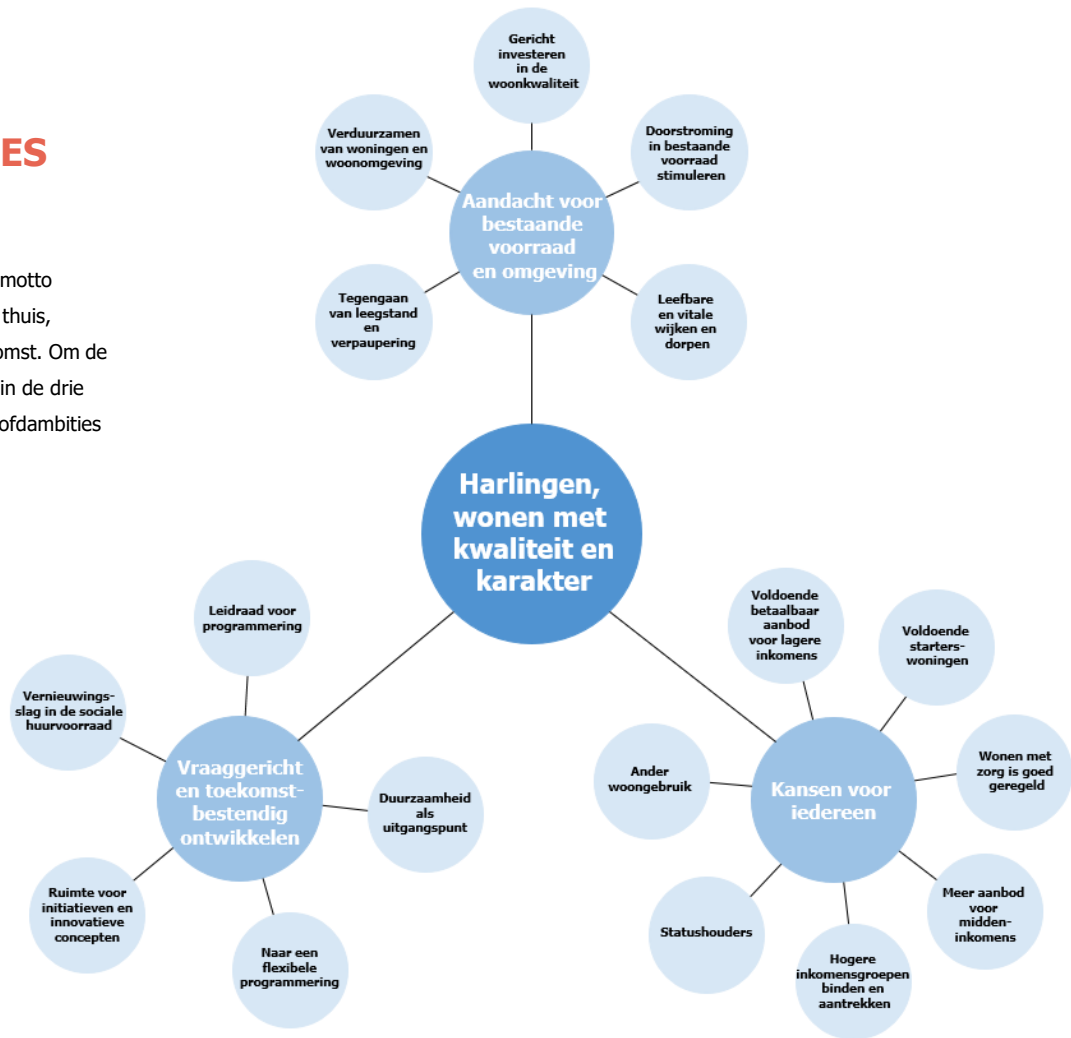 ES
motto
thuis,
omst. Om de
in de drie
ofdambities
Gericht
investeren
in de
woonkwaliteit
Verduurzamen
van woningen en
woonomgeving
Doorstroming
in bestaande
voorraad
stimuleren
Aandacht voor
bestaande
voorraad
en omgeving
Tegengaan
van leegstand
en
verpaupering
Leefbare
en vitale
wijken en
dorpen
Harlingen,
wonen met
kwaliteit en
karakter
Leidraad voor
programmering
Vernieuwings-
slag in de sociale
huurvoorraad
Vraaggericht
en toekomst-
bestendig
ontwikkelen
Duurzaamheid
als
uitgangspunt
Ruimte voor
initiatieven en
innovatieve
concepten
Naar een
flexibele
programmering
Voldoende
betaalbaar
aanbod
voor lagere
inkomens
Voldoende
starters-
woningen
Ander
woongebruik
Kansen voor
iedereen
Wonen met
zorg is goed
geregeld
Statushouders
Hogere
inkomensgroepen
binden en
aantrekken
Meer aanbod
voor
midden-
inkomens